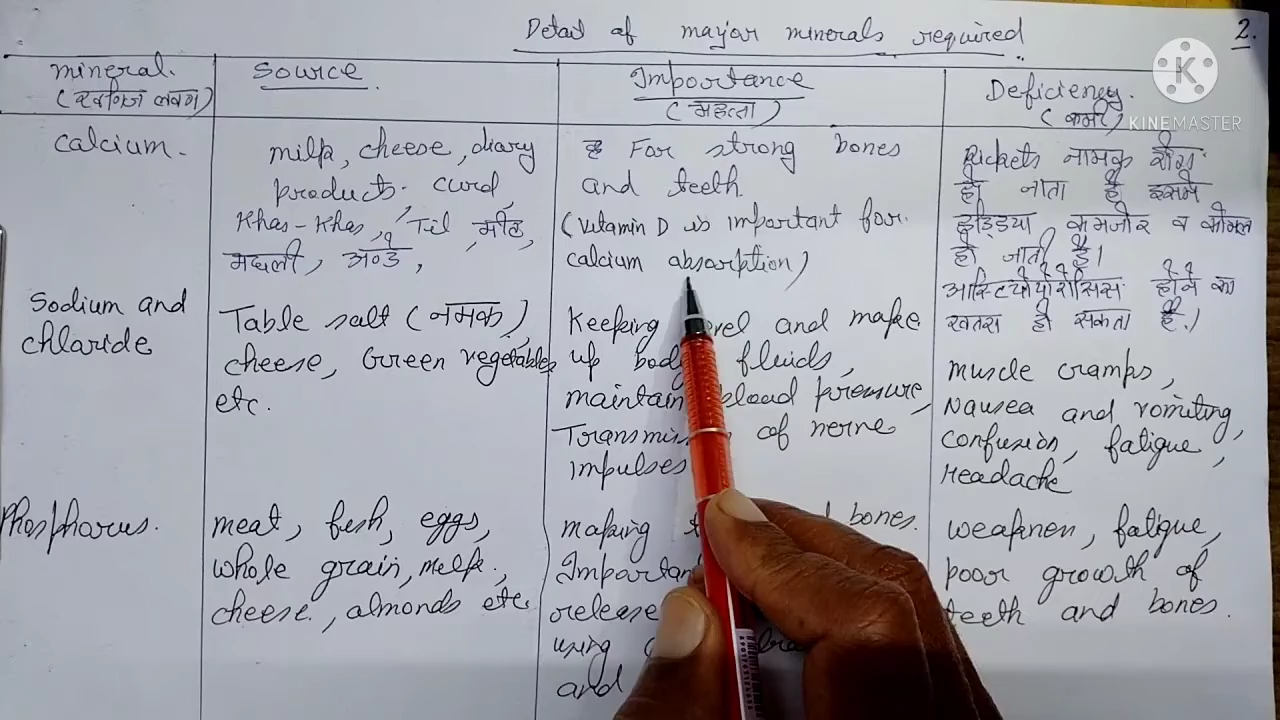 Detail of major minerals required
2.
mineral.
(खनिज लवण)
Source
Importance
(महत्ता)
Deficiency.
(कमी)
KINEMASTER
Calcium.
milk, cheese, diary
products, curd,
Khas-Khas, Til, मीट,
मछली, अण्डे,
For strong bones
and teeth.
(Vitamin D is important for
calcium absorption)
Rickets नामक रोग
हो जाता है इसमे
हड्डिया कमजोर व कोमल
हो जाती है।
आस्टियोपोरोसिस होने का
खतरा हो सकता है।
Sodium and
chloride
Table salt (नमक),
cheese, Green vegetables
etc.
Keeping and make
up body fluids,
maintain blood pressure,
of nerve
impulses
muscle cramps,
Nausea and vomiting,
confusion, fatigue,
Headache
Phosphorus.
meat, fish, eggs,
whole grain, milk,
cheese, almonds etc.
making bones.
release
using
and
weakness, fatigue,
poor growth of
teeth and bones.